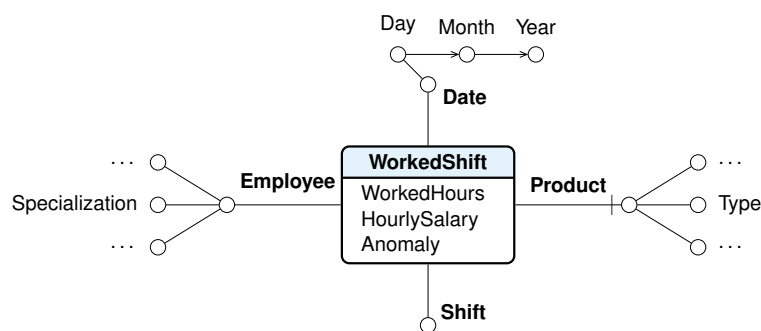 Day Month Year
Date
... WorkedShift ...
Employee Product
WorkedHours
Specialization HourlySalary Type
Anomaly
... ...
Shift